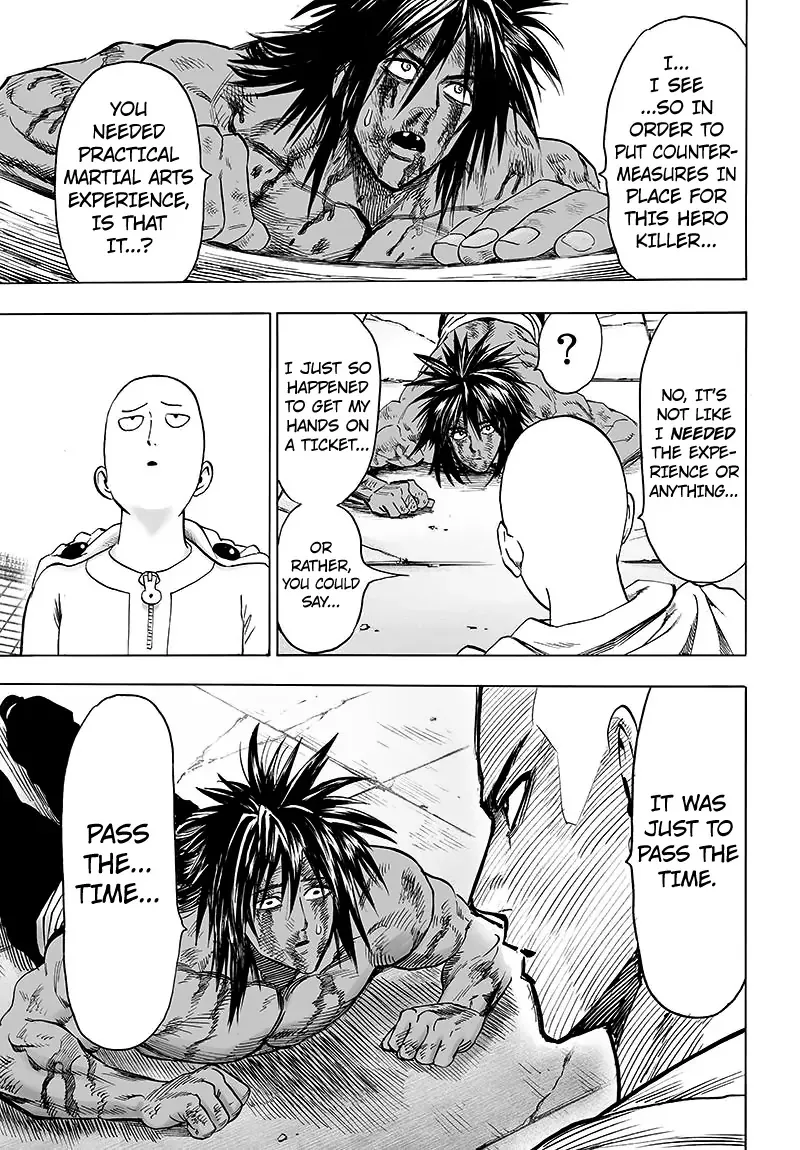 I...
I SEE
...SO IN
ORDER TO
PUT COUNTER-
MEASURES IN
PLACE FOR
THIS HERO
KILLER...
YOU
NEEDED
PRACTICAL
MARTIAL ARTS
EXPERIENCE,
IS THAT
IT...?
NO, IT'S
NOT LIKE
I NEEDED
THE EXPE-
RIENCE OR
ANYTHING...
?
I JUST SO
HAPPENED
TO GET MY
HANDS ON
A TICKET...
OR
RATHER,
YOU COULD
SAY...
IT WAS
JUST TO
PASS THE
TIME.
PASS
THE...
TIME...